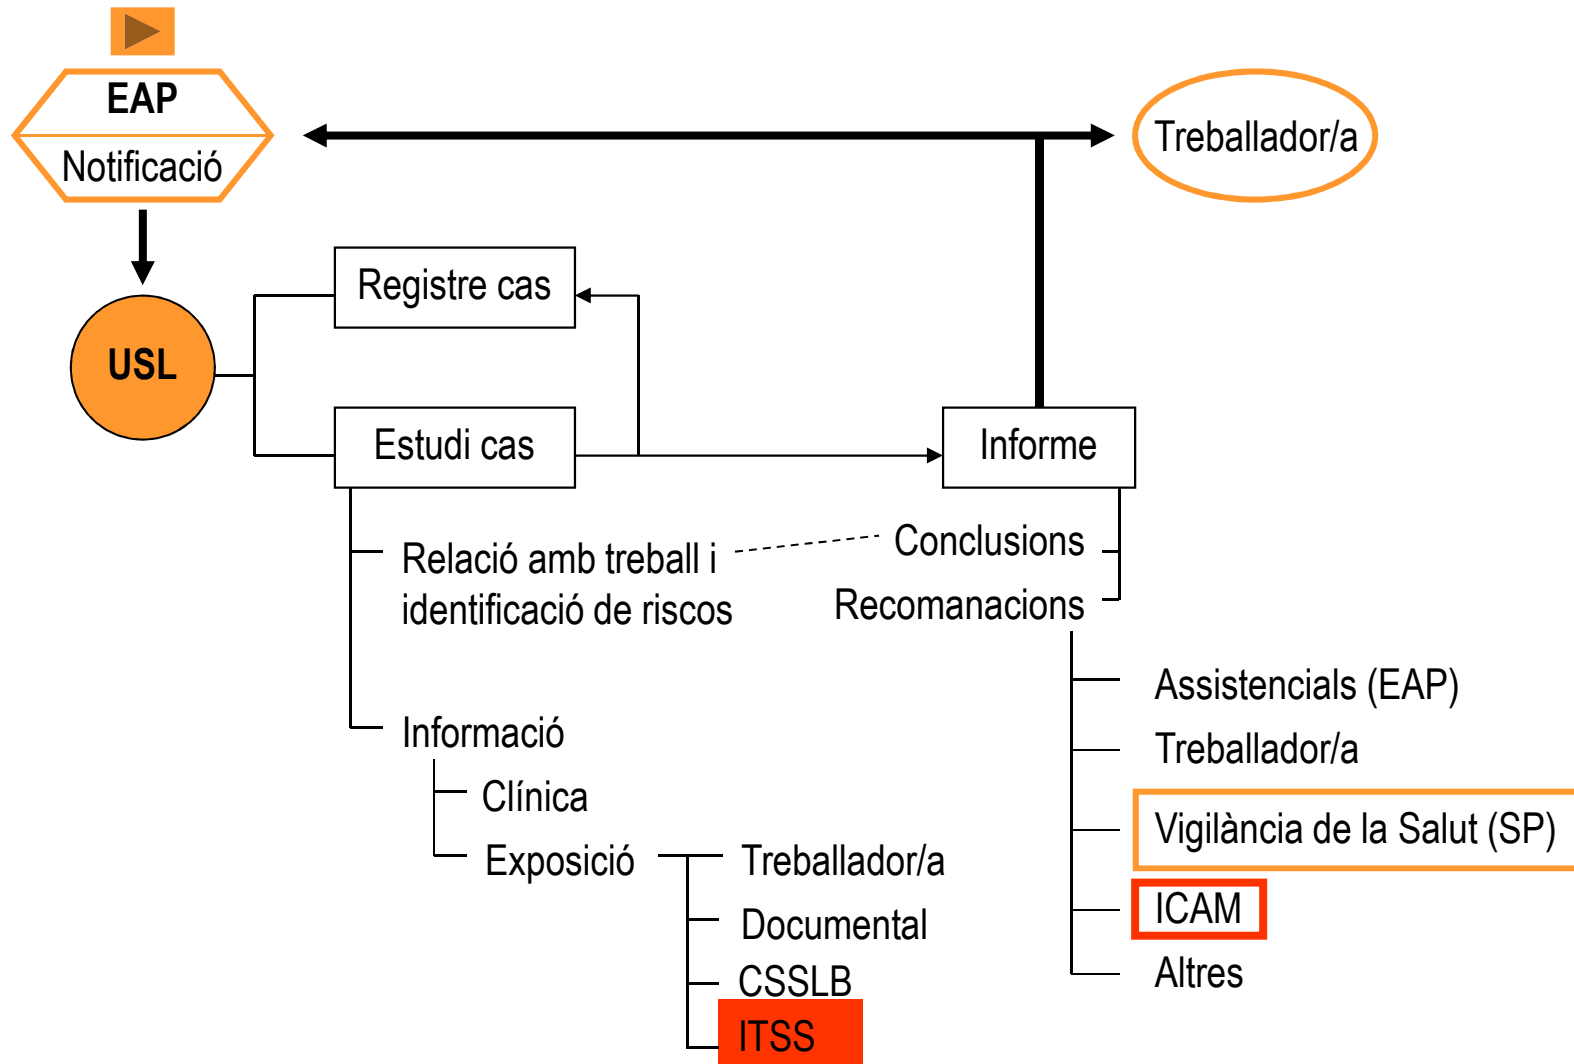 EAP
Notificació
Treballador/a
Registre cas
USL
Estudi cas
Informe
Relació amb treball i
identificació de riscos
Conclusions
Recomanacions
Informació
Clínica
Exposició
Treballador/a
Documental
CSSLB
ITSS
Assistencials (EAP)
Treballador/a
Vigilància de la Salut (SP)
ICAM
Altres